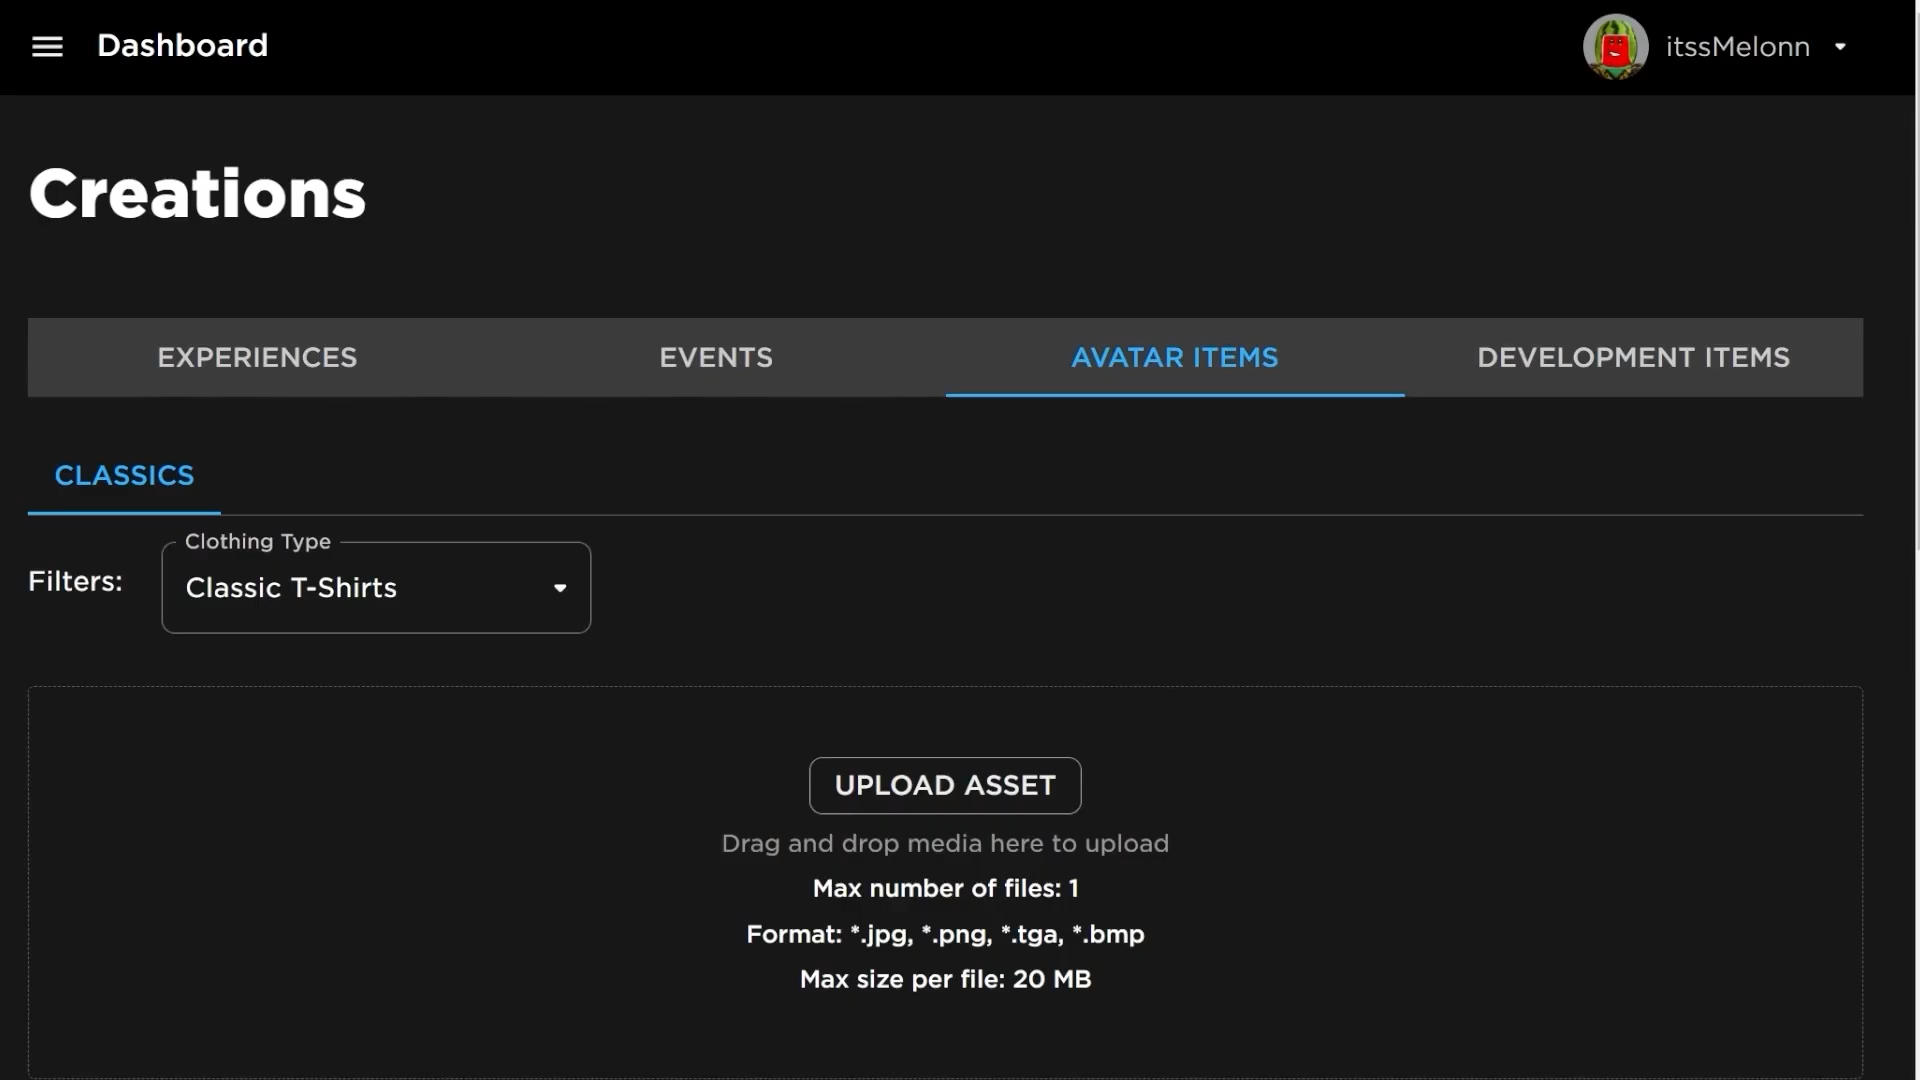 Dashboard
itssMelonn
Creations
EXPERIENCES
EVENTS
AVATAR ITEMS
DEVELOPMENT ITEMS
CLASSICS
Clothing Type
Filters:
Classic T-Shirts
UPLOAD ASSET
Drag and drop media here to upload
Max number of files: 1
Format: *.jpg, *.png, *.tga, *.bmp
Max size per file: 20 MB